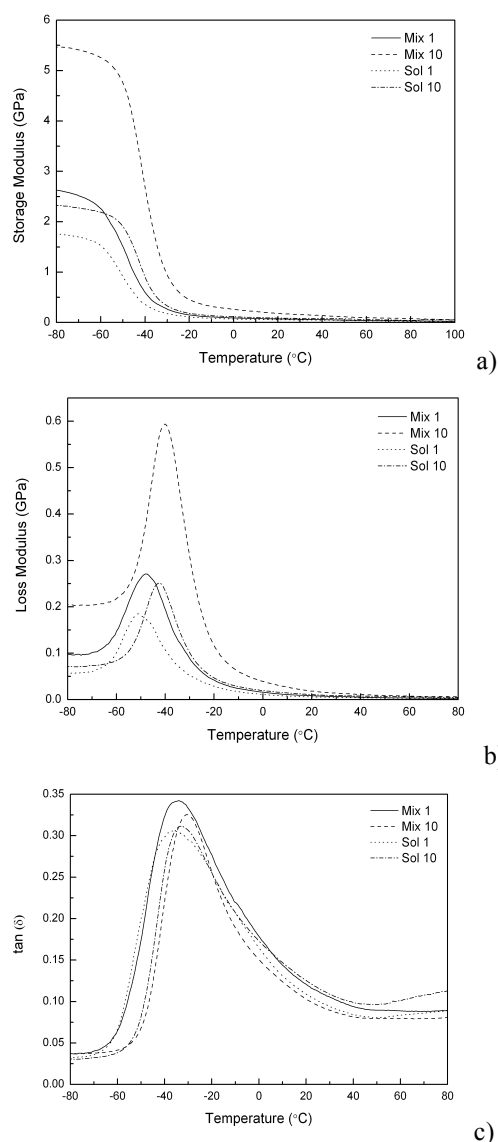 6
5
4
3
2
1
0
Storage Modulus (GPa)
Mix 1
Mix 10
Sol 1
Sol 10
-80 -60 -40 -20 0 20 40 60 80 100
Temperature (°C)
a)
0.6
0.5
0.4
0.3
0.2
0.1
0.0
Loss Modulus (GPa)
Mix 1
Mix 10
Sol 1
Sol 10
-80 -60 -40 -20 0 20 40 60 80
Temperature (°C)
b)
0.35
0.30
0.25
0.20
0.15
0.10
0.05
0.00
tan (δ)
Mix 1
Mix 10
Sol 1
Sol 10
-80 -60 -40 -20 0 20 40 60 80
Temperature (°C)
c)